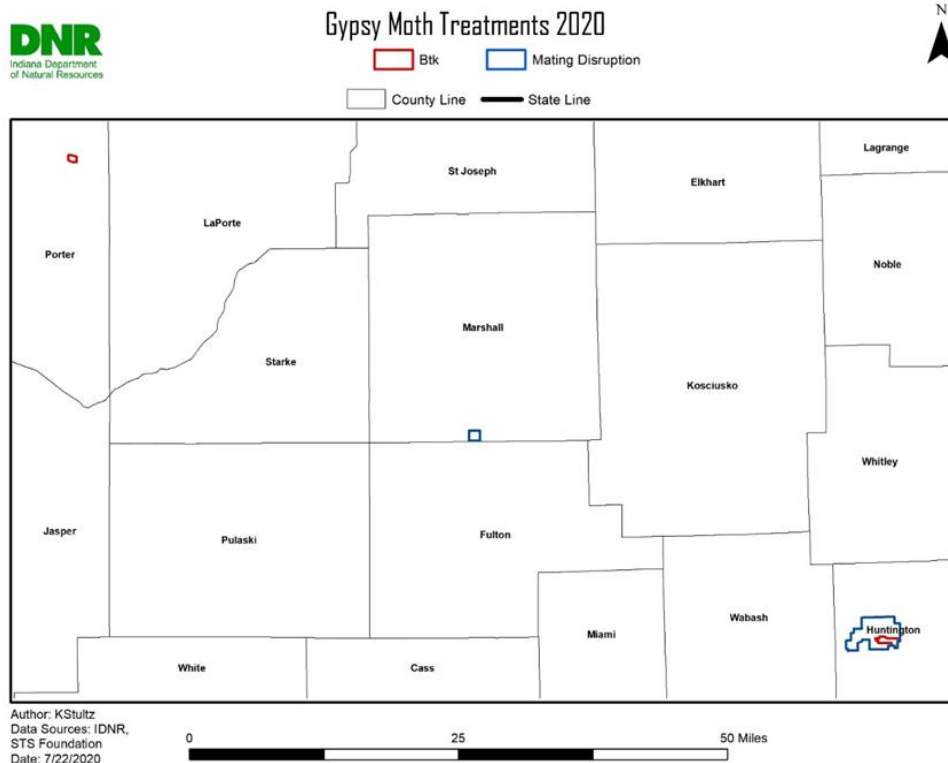 DNR
Indiana Department
of Natural Resources
Gypsy Moth Treatments 2020
Btk
Mating Disruption
County Line
State Line
N
Lagrange
St Joseph
Elkhart
LaPorte
Porter
Noble
Marshall
Starke
Kosciusko
Whitley
Jasper
Pulaski
Fulton
Wabash
Huntington
Miami
White
Cass
Author: KStultz
Data Sources: IDNR,
STS Foundation
Date: 7/22/2020
0
25
50 Miles